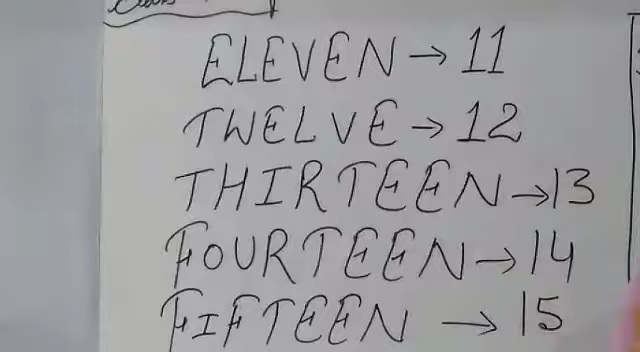 ELEVEN → 11
TWELVE → 12
THIRTEEN → 13
FOURTEEN → 14
FIFTEEN → 15